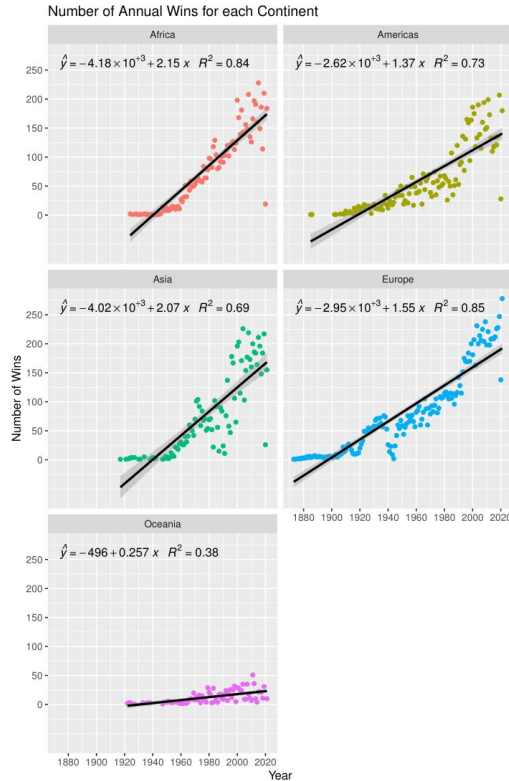 Number of Annual Wins for each Continent
Africa
Americas
ŷ = −4.18 × 10⁺³ + 2.15 x R² = 0.84
ŷ = −2.62 × 10⁺³ + 1.37 x R² = 0.73
250
200
150
100
50
0
Asia
Europe
ŷ = −4.02 × 10⁺³ + 2.07 x R² = 0.69
ŷ = −2.95 × 10⁺³ + 1.55 x R² = 0.85
250
200
150
100
50
0
Number of Wins
1880 1900 1920 1940 1960 1980 2000 2020
Oceania
ŷ = −496 + 0.257 x R² = 0.38
250
200
150
100
50
0
1880 1900 1920 1940 1960 1980 2000 2020
Year